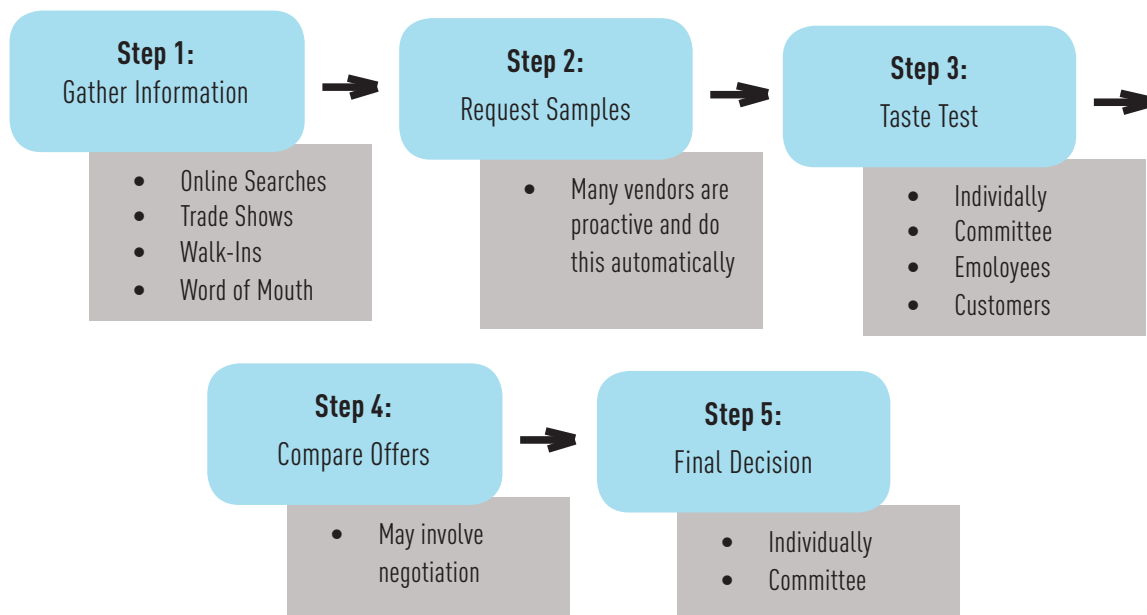 Step 1:
Gather Information
• Online Searches
• Trade Shows
• Walk-Ins
• Word of Mouth
Step 2:
Request Samples
• Many vendors are
proactive and do
this automatically
Step 3:
Taste Test
• Individally
• Committee
• Emoloyees
• Customers
Step 4:
Compare Offers
• May involve
negotiation
Step 5:
Final Decision
• Individually
• Committee